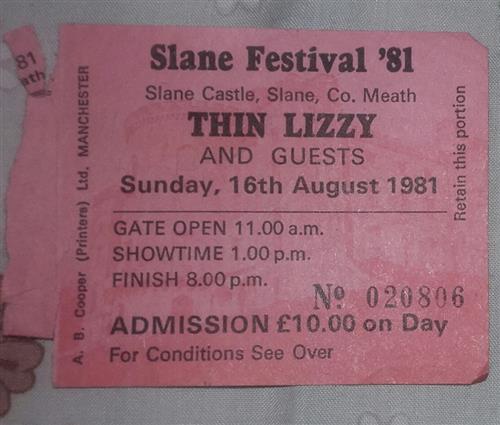 81
ath
A. B. Cooper (Printers) Ltd, MANCHESTER
Slane Festival '81
Slane Castle, Slane, Co. Meath
THIN LIZZY
AND GUESTS
Sunday, 16th August 1981
GATE OPEN 11.00 a.m.
SHOWTIME 1.00 p.m.
FINISH 8.00 p.m.
Nº 020806
ADMISSION £10.00 on Day
For Conditions See Over
Retain this portion